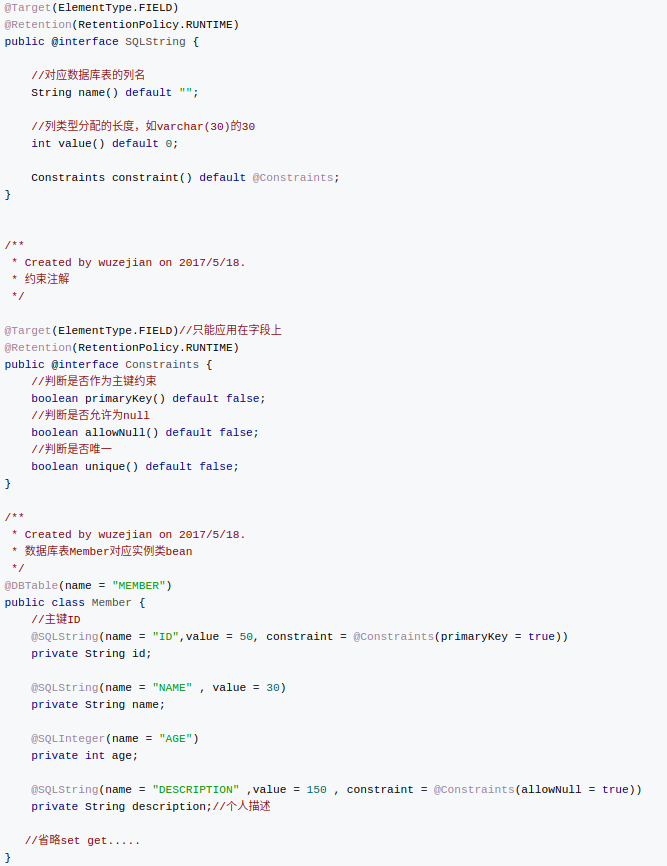 @Target(ElementType.FIELD)
@Retention(RetentionPolicy.RUNTIME)
public @interface SQLString {
    //对应数据库表的列名
    String name() default "";
    //列类型分配的长度，如varchar(30)的30
    int value() default 0;
    Constraints constraint() default @Constraints;
}
/**
 * Created by wuzejian on 2017/5/18.
 * 约束注解
 */
@Target(ElementType.FIELD)//只能应用在字段上
@Retention(RetentionPolicy.RUNTIME)
public @interface Constraints {
    //判断是否作为主键约束
    boolean primaryKey() default false;
    //判断是否允许为null
    boolean allowNull() default false;
    //判断是否唯一
    boolean unique() default false;
}
/**
 * Created by wuzejian on 2017/5/18.
 * 数据库表Member对应实例类bean
 */
@DBTable(name = "MEMBER")
public class Member {
    //主键ID
    @SQLString(name = "ID",value = 50, constraint = @Constraints(primaryKey = true))
    private String id;
    @SQLString(name = "NAME" , value = 30)
    private String name;
    @SQLInteger(name = "AGE")
    private int age;
    @SQLString(name = "DESCRIPTION" ,value = 150 , constraint = @Constraints(allowNull = true))
    private String description;//个人描述
   //省略set get.....
}